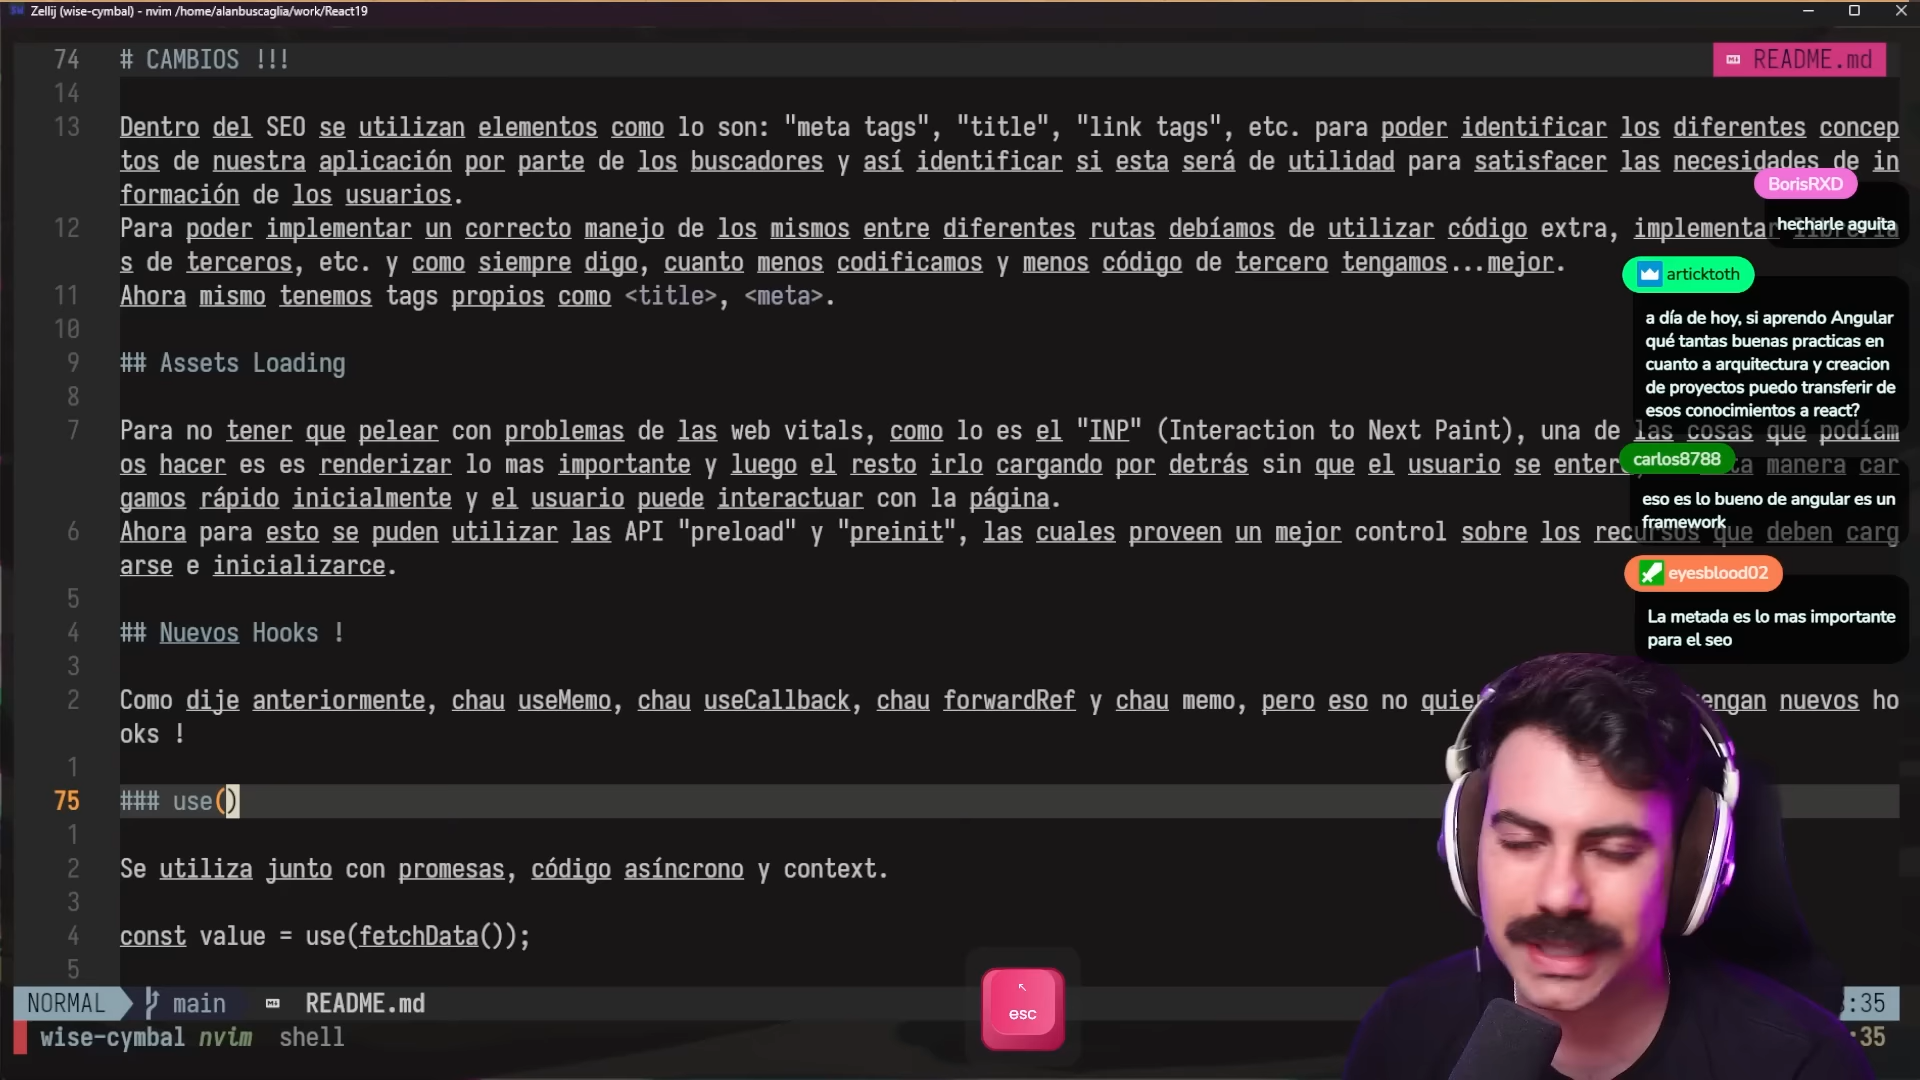 Zellij (wise-cymbal) - nvim /home/alanbuscaglia/work/React19
74 # CAMBIOS !!!
README.md
14
13 Dentro del SEO se utilizan elementos como lo son: "meta tags", "title", "link tags", etc. para poder identificar los diferentes concep
tos de nuestra aplicación por parte de los buscadores y así identificar si esta será de utilidad para satisfacer las necesidades de in
formación de los usuarios.
12 Para poder implementar un correcto manejo de los mismos entre diferentes rutas debíamos de utilizar código extra, implementar
s de terceros, etc. y como siempre digo, cuanto menos codificamos y menos código de tercero tengamos...mejor.
11 Ahora mismo tenemos tags propios como <title>, <meta>.
10
9 ## Assets Loading
8
7 Para no tener que pelear con problemas de las web vitals, como lo es el "INP" (Interaction to Next Paint), una de las cosas que podíam
os hacer es es renderizar lo mas importante y luego el resto irlo cargando por detrás sin que el usuario se enter manera car
gamos rápido inicialmente y el usuario puede interactuar con la página.
6 Ahora para esto se puden utilizar las API "preload" y "preinit", las cuales proveen un mejor control sobre los recursos que deben carg
arse e inicializarce.
5
4 ## Nuevos Hooks !
3
2 Como dije anteriormente, chau useMemo, chau useCallback, chau forwardRef y chau memo, pero eso no quier engan nuevos ho
oks !
1
75 ### use()
1
2 Se utiliza junto con promesas, código asíncrono y context.
3
4 const value = use(fetchData());
5
NORMAL main README.md :35
wise-cymbal nvim shell :35
BorisRXD
hecharle aguita
articktoth
a día de hoy, si aprendo Angular
qué tantas buenas practicas en
cuanto a arquitectura y creacion
de proyectos puedo transferir de
esos conocimientos a react?
carlos8788
eso es lo bueno de angular es un
framework
eyesblood02
La metada es lo mas importante
para el seo
esc